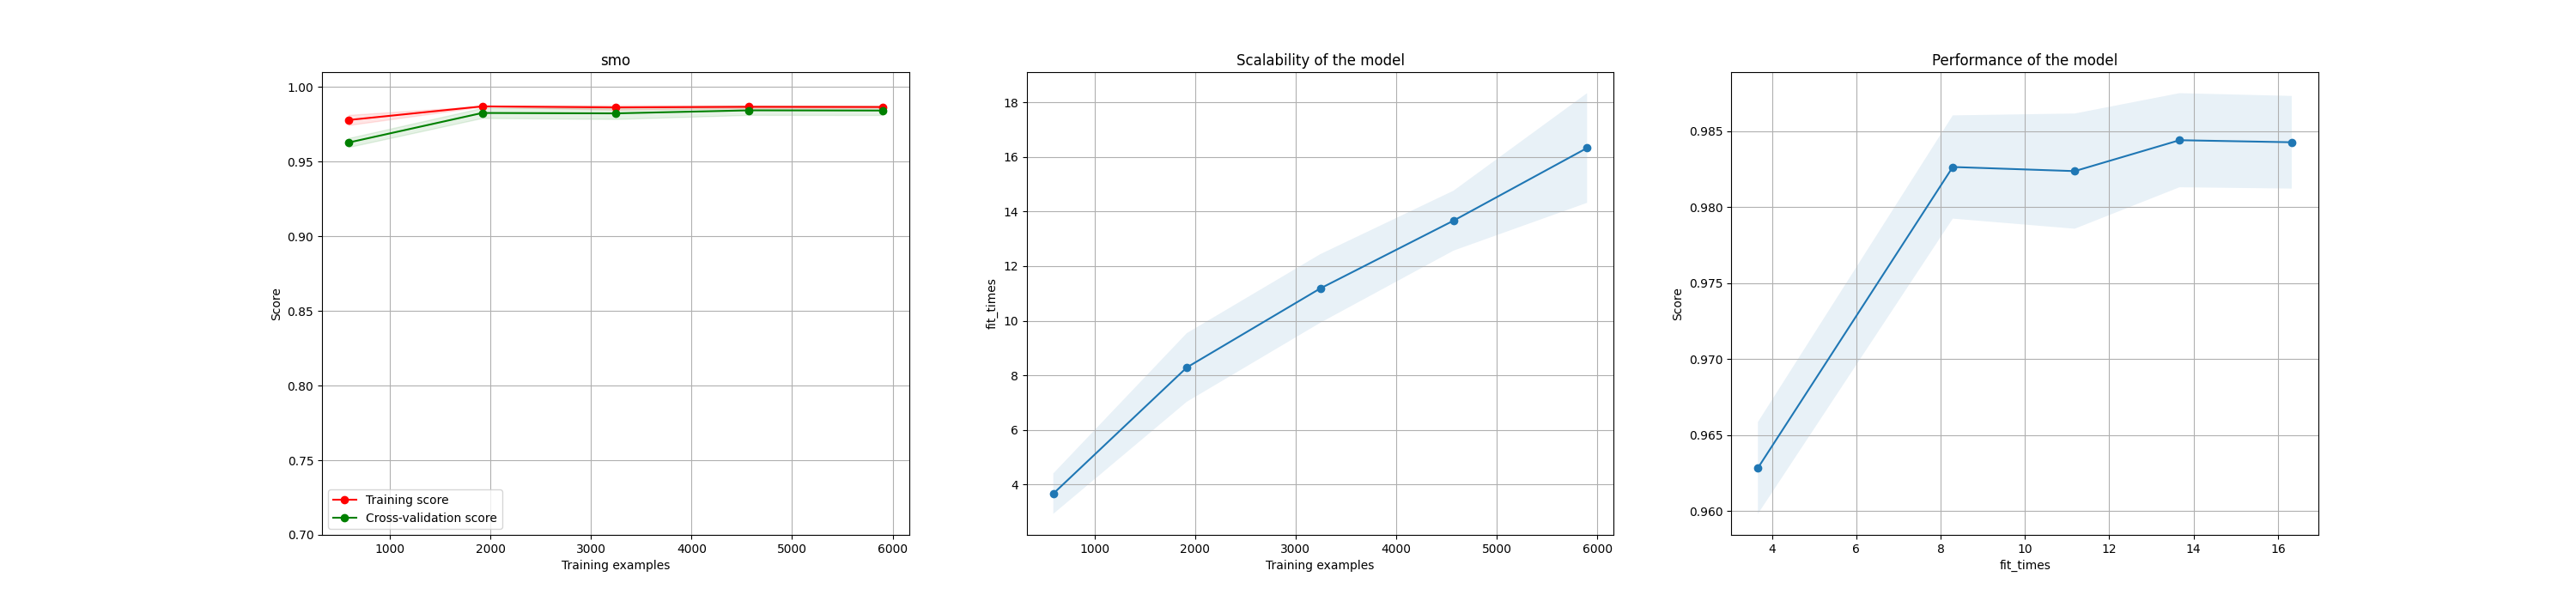 smo
1.00
0.95
0.90
0.85
0.80
0.75
0.70
Score
Training score
Cross-validation score
1000 2000 3000 4000 5000 6000
Training examples
Scalability of the model
18
16
14
12
10
8
6
4
fit_times
1000 2000 3000 4000 5000 6000
Training examples
Performance of the model
0.985
0.980
0.975
0.970
0.965
0.960
Score
4 6 8 10 12 14 16
fit_times